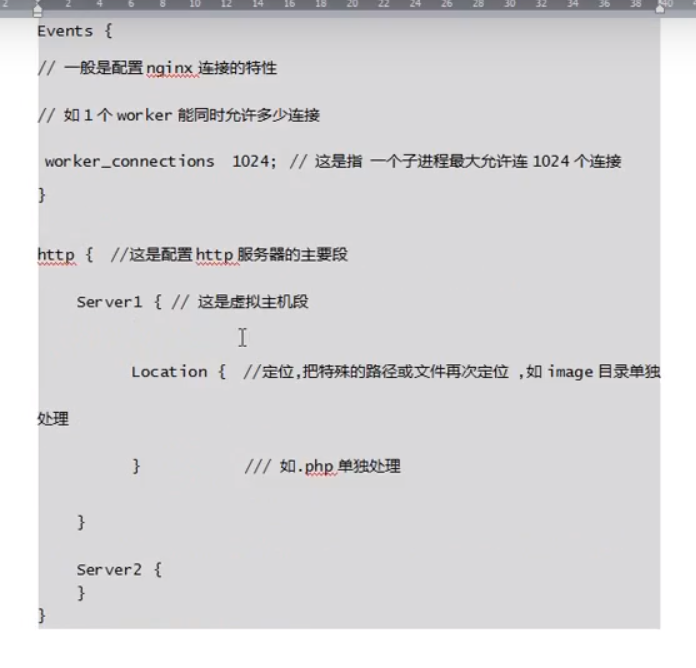 2 2 4 6 8 10 12 14 16 18 20 22 24 26 28 30 32 34 36 38 40
Events {
// 一般是配置 nginx 连接的特性
// 如 1 个 worker 能同时允许多少连接
worker_connections 1024; // 这是指 一个子进程最大允许连 1024 个连接
}
http { //这是配置 http 服务器的主要段
Server1 { // 这是虚拟主机段
Location { //定位,把特殊的路径或文件再次定位 ,如 image 目录单独
处理
} /// 如.php 单独处理
}
Server2 {
}
}